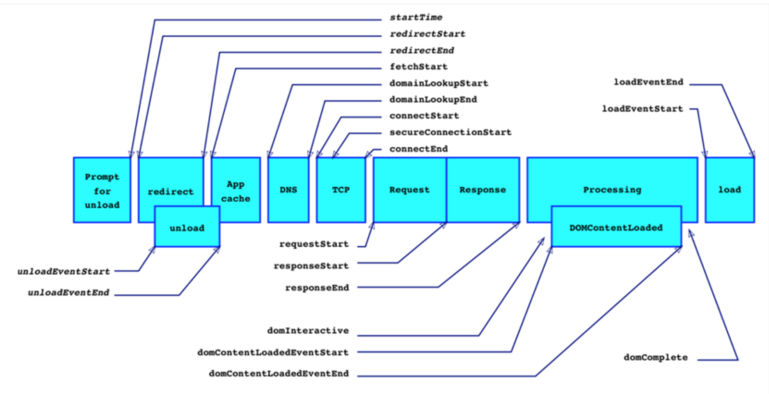 startTime
redirectStart
redirectEnd
fetchStart
domainLookupStart
domainLookupEnd
connectStart
secureConnectionStart
connectEnd
loadEventEnd
loadEventStart
Prompt
for
unload
redirect
App
cache
DNS
TCP
Request
Response
Processing
load
unload
DOMContentLoaded
requestStart
responseStart
responseEnd
unloadEventStart
unloadEventEnd
domInteractive
domContentLoadedEventStart
domContentLoadedEventEnd
domComplete